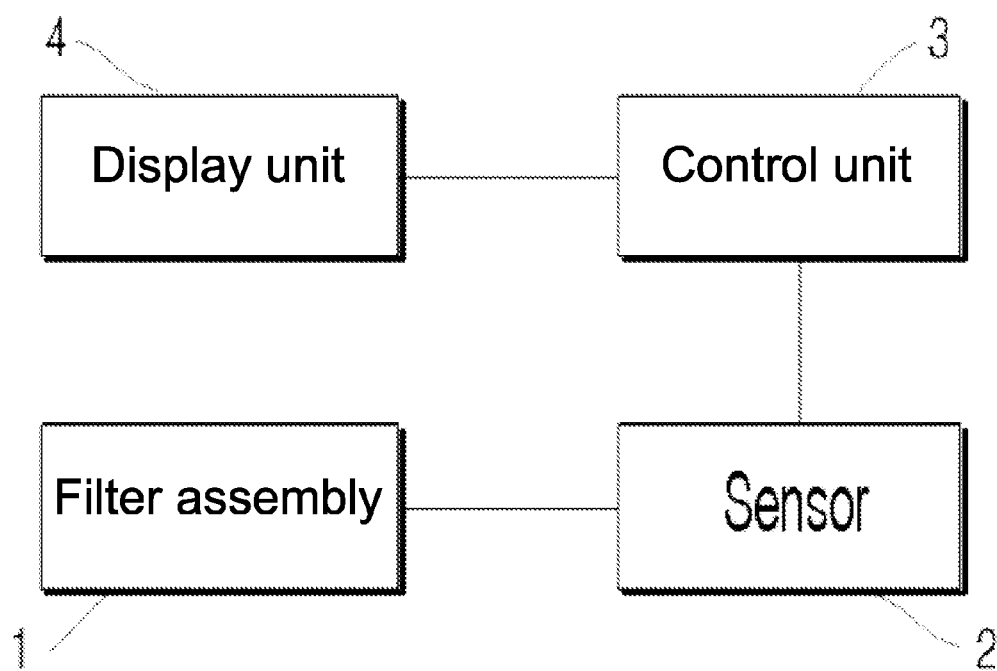 4
3
Display unit
Control unit
Filter assembly
Sensor
1
2